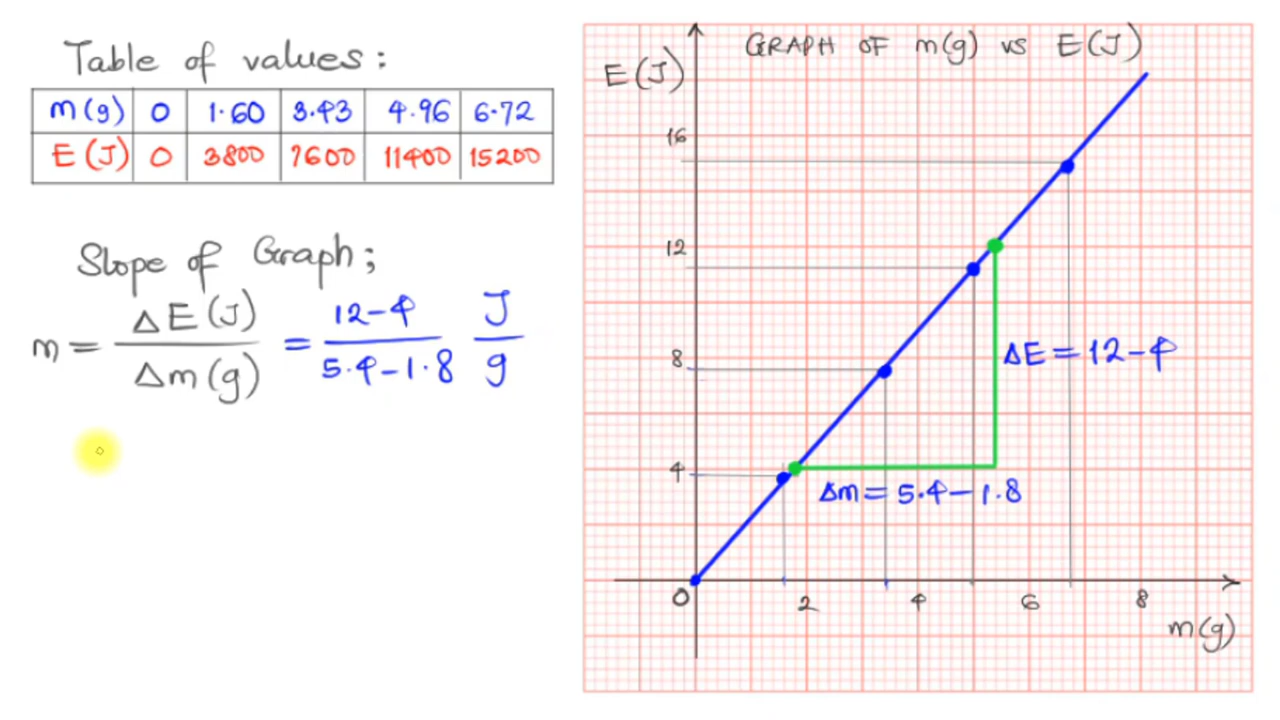 Table of values:
m(g) 0 1.60 3.43 4.96 6.72
E(J) 0 3800 7600 11400 15200
Slope of Graph;
m = ΔE(J) / Δm(g) = 12-4 / 5.4-1.8 J / g
GRAPH OF m(g) vs E(J)
E(J)
16
12
8
4
0 2 4 6 8
m(g)
ΔE = 12-4
Δm = 5.4-1.8